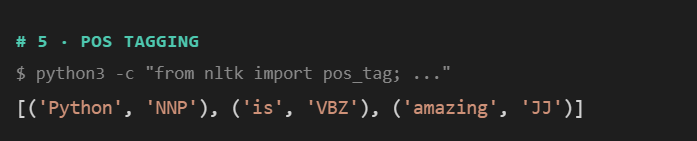 # 5 · POS TAGGING
$ python3 -c "from nltk import pos_tag; ..."
[('Python', 'NNP'), ('is', 'VBZ'), ('amazing', 'JJ')]